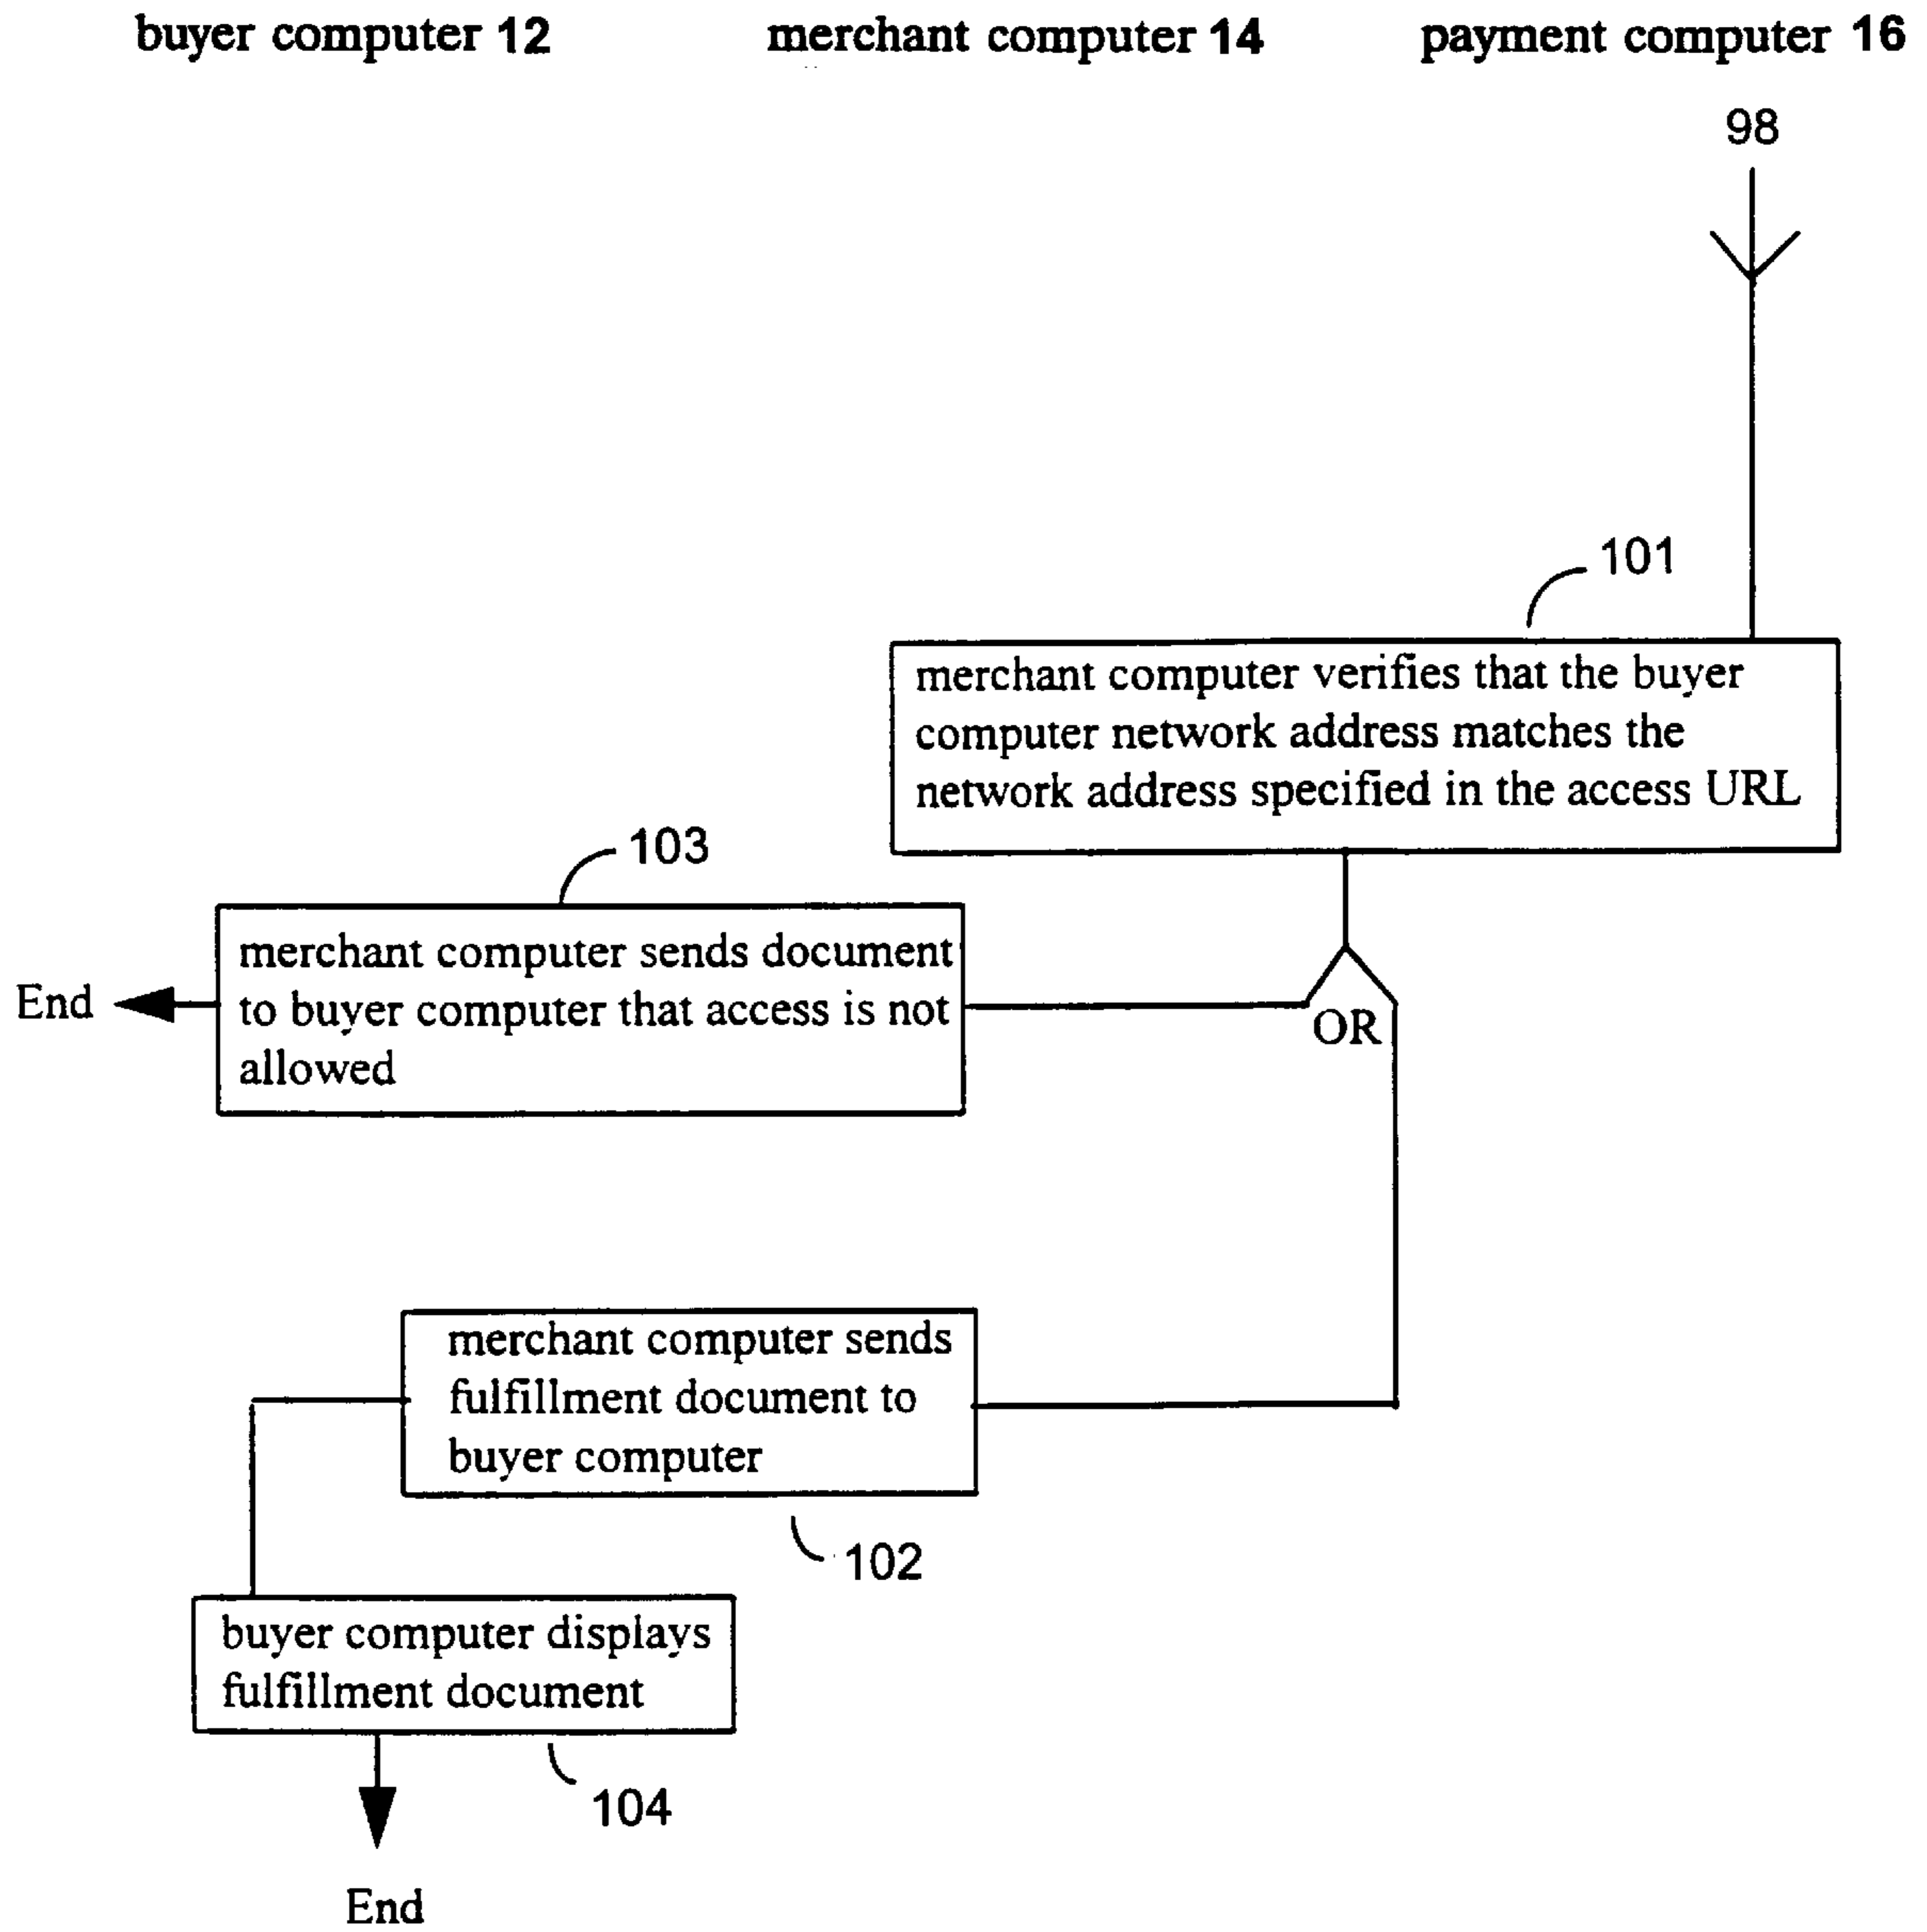 buyer computer 12
merchant computer 14
payment computer 16
98
101
merchant computer verifies that the buyer
computer network address matches the
network address specified in the access URL
103
merchant computer sends document
to buyer computer that access is not
allowed
End
OR
merchant computer sends
fulfillment document to
buyer computer
102
buyer computer displays
fulfillment document
104
End